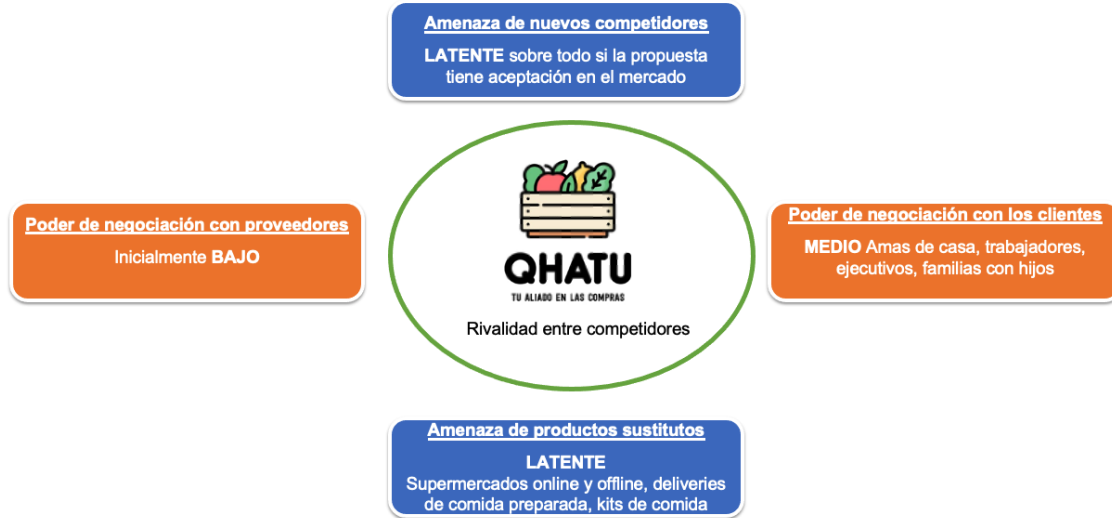 Amenaza de nuevos competidores
LATENTE sobre todo si la propuesta
tiene aceptación en el mercado
Poder de negociación con proveedores
Inicialmente BAJO
QHATU
TU ALIADO EN LAS COMPRAS
Rivalidad entre competidores
Poder de negociación con los clientes
MEDIO Amas de casa, trabajadores,
ejecutivos, familias con hijos
Amenaza de productos sustitutos
LATENTE
Supermercados online y offline, deliveries
de comida preparada, kits de comida